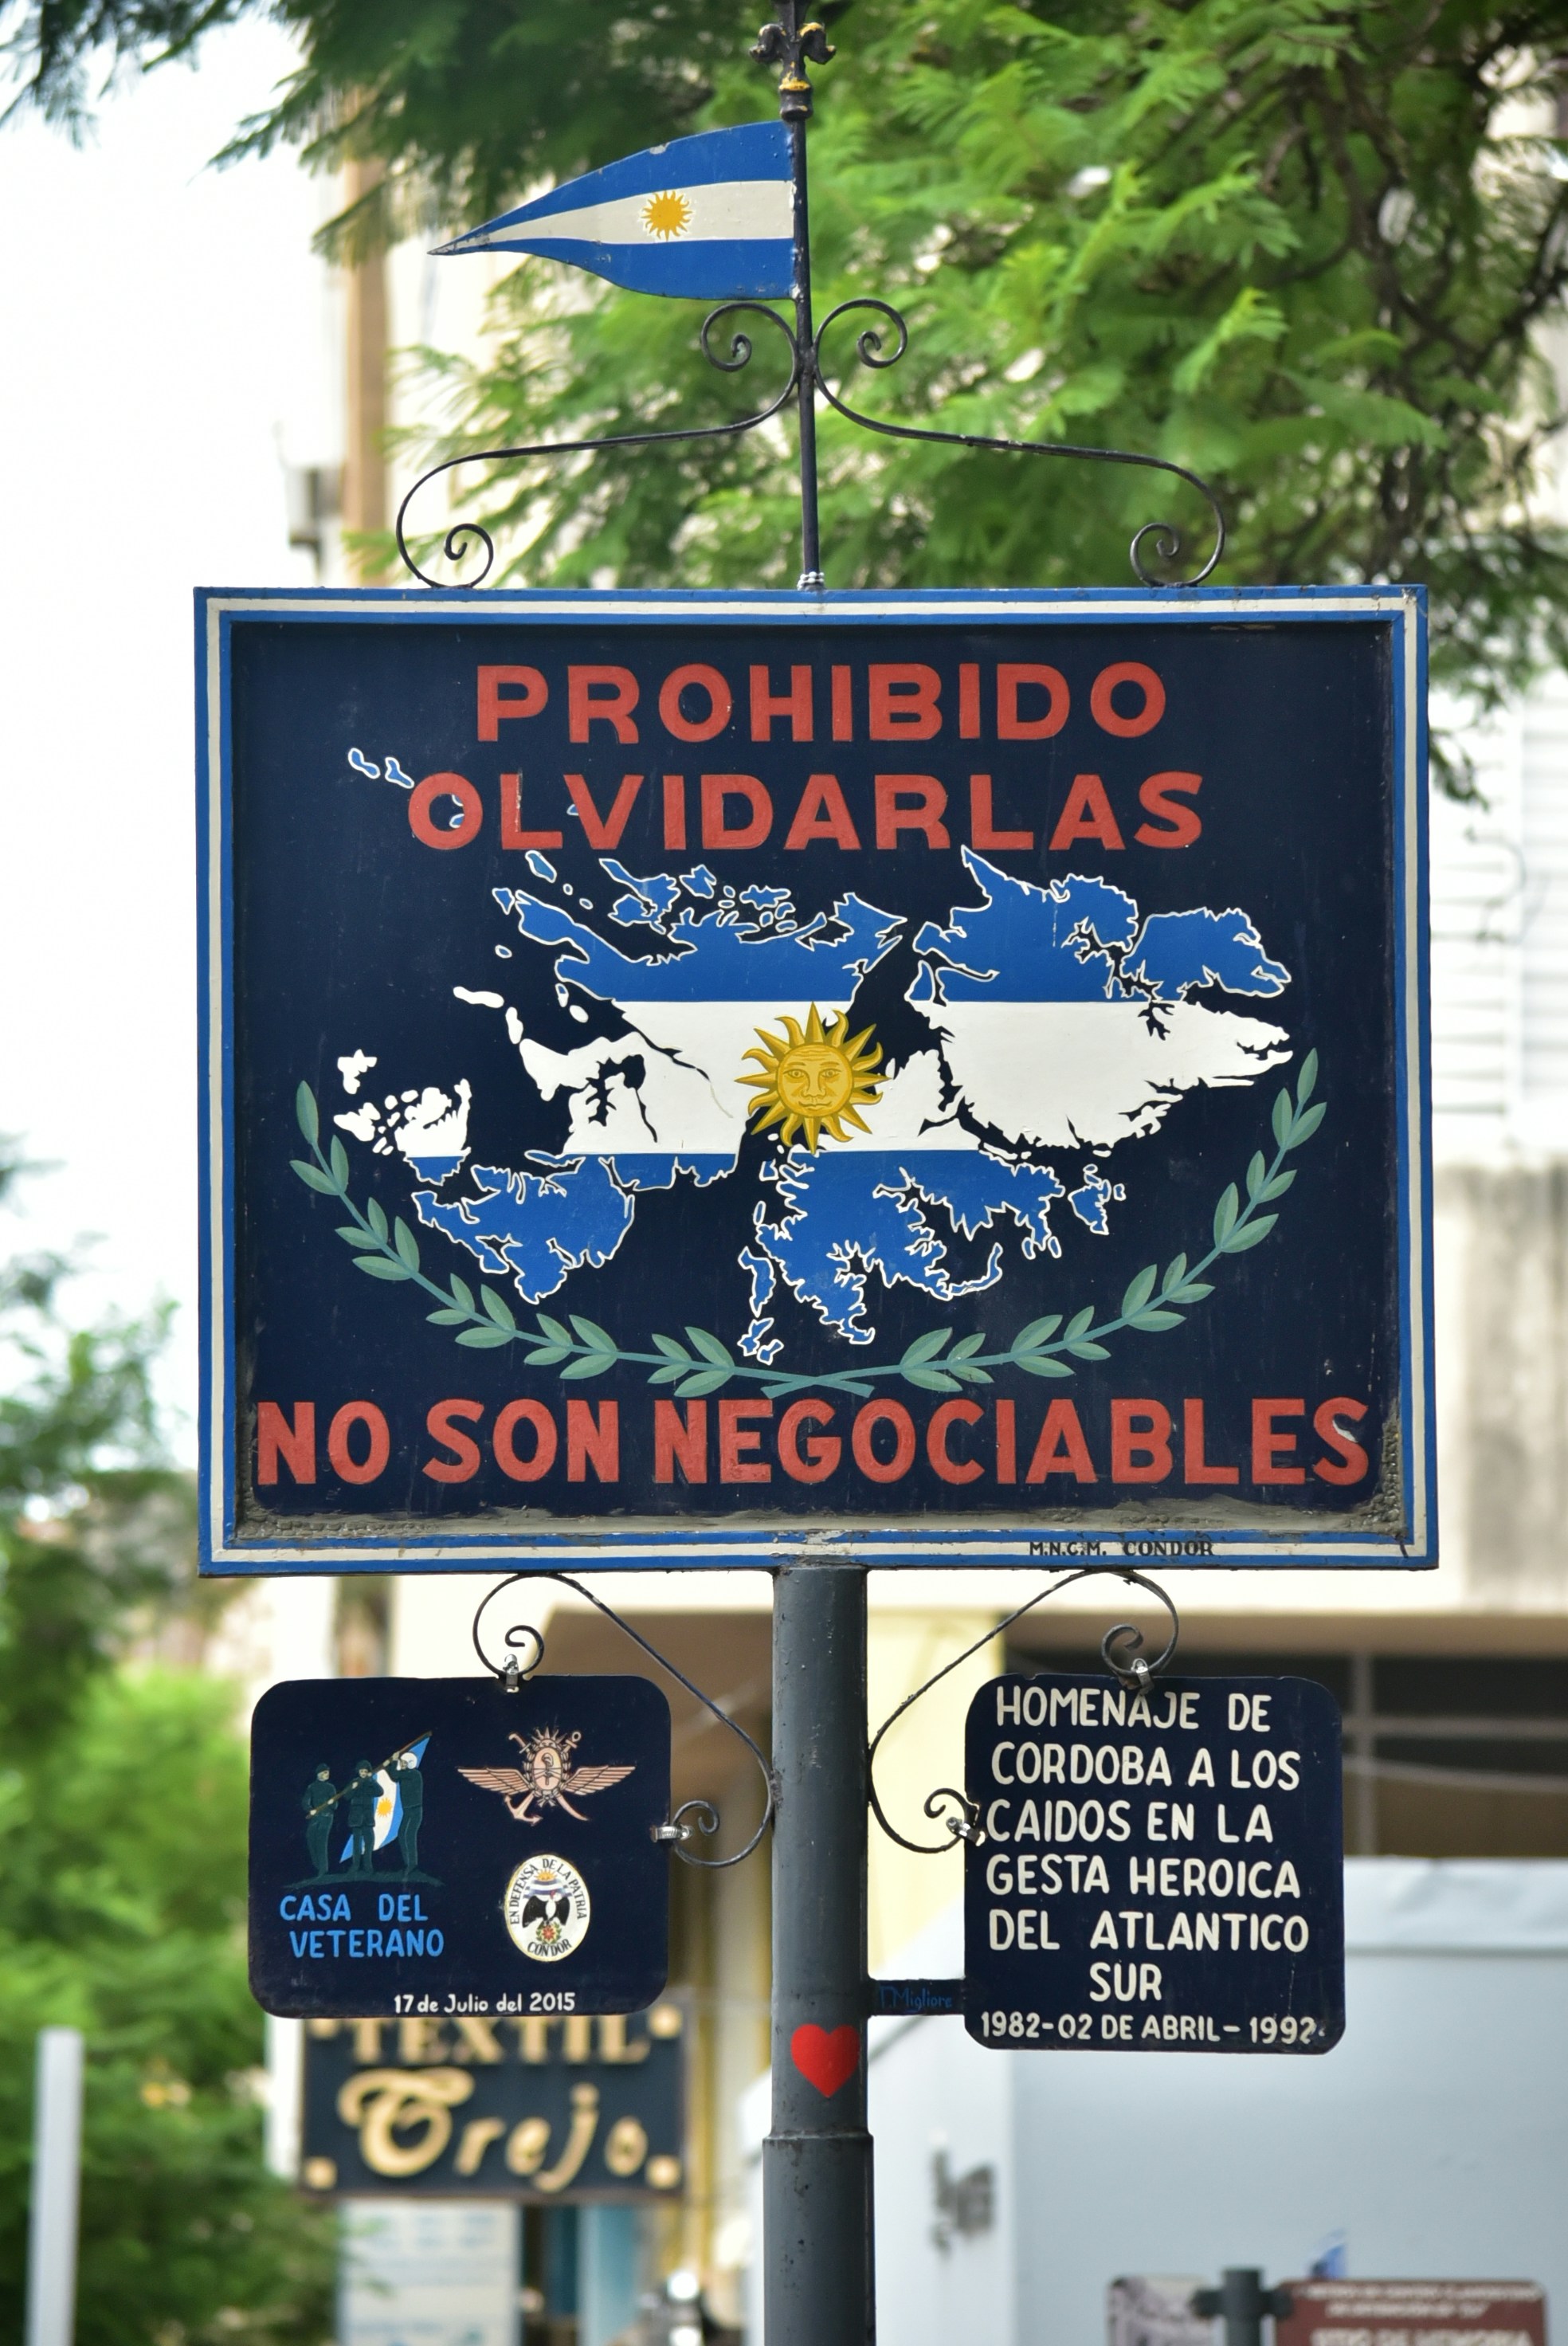 PROHIBIDO
OLVIDARLAS
NO SON NEGOCIABLES
M.N.C.M. CONDOR
CASA DEL
VETERANO
EN DEFENSA DE LA PATRIA
CONDOR
17 de Julio del 2015
HOMENAJE DE
CORDOBA A LOS
CAIDOS EN LA
GESTA HEROICA
DEL ATLANTICO
SUR
1982-02 DE ABRIL-1992
T.Migliore
TEXTIL
Trejo